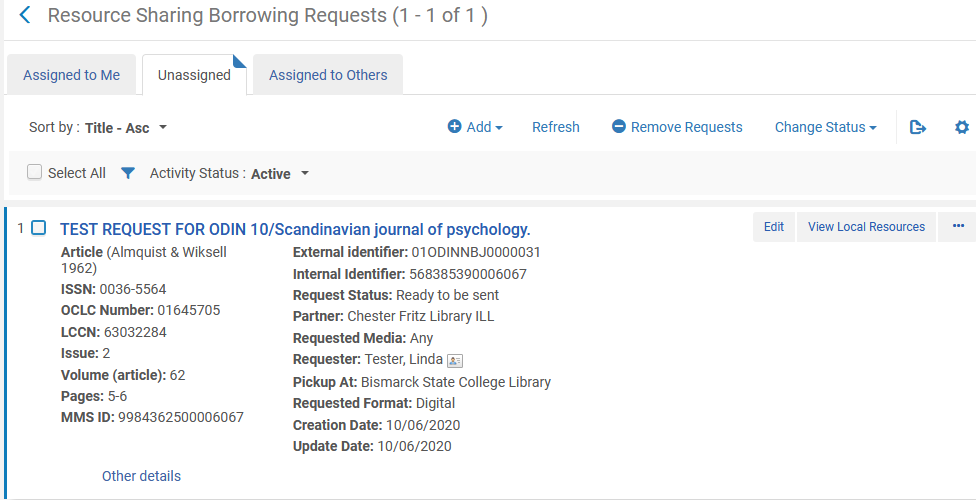 Resource Sharing Borrowing Requests (1 - 1 of 1 )
Assigned to Me Unassigned Assigned to Others
Sort by : Title - Asc Add Refresh Remove Requests Change Status
Select All Activity Status : Active
1 TEST REQUEST FOR ODIN 10/Scandinavian journal of psychology. Edit View Local Resources •••
Article (Almquist & Wiksell
1962)
ISSN: 0036-5564
OCLC Number: 01645705
LCCN: 63032284
Issue: 2
Volume (article): 62
Pages: 5-6
MMS ID: 9984362500006067
External identifier: 01ODINNBJ0000031
Internal Identifier: 568385390006067
Request Status: Ready to be sent
Partner: Chester Fritz Library ILL
Requested Media: Any
Requester: Tester, Linda
Pickup At: Bismarck State College Library
Requested Format: Digital
Creation Date: 10/06/2020
Update Date: 10/06/2020
Other details